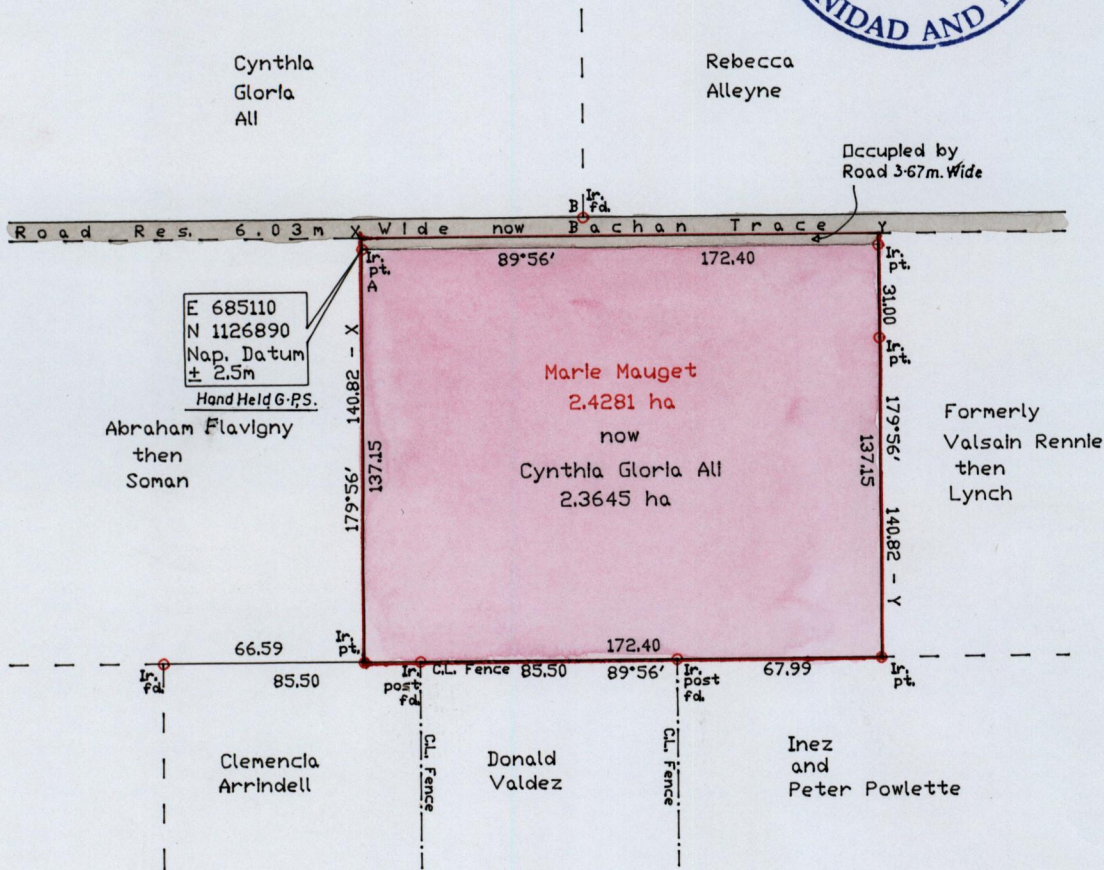 NIDAD AND
Cynthia
Gloria
Ali
Rebecca
Alleyne
Occupied by
Road 3·67m. Wide
B
Ir.
fd.
Road Res. 6.03m X Wide now Bachan Trace Y
Ir.
pt.
A
89°56' 172.40
Ir.
pt.
31.00
Ir.
pt
E 685110
N 1126890
Nap. Datum
± 2.5m
Hand Held G·P.S.
140.82 - X
179°56'
137.15
Marie Mauget
2.4281 ha
now
Cynthia Gloria Ali
2.3645 ha
137.15
179°56'
140.82 - Y
Abraham Flavigny
then
Soman
Formerly
Valsain Rennie
then
Lynch
66.59
Ir.
pt.
172.40
Ir.
fd.
85.50
Ir.
post
fd.
C.L. Fence 85.50 89°56'
Ir.
post
fd.
67.99
Ir.
pt.
Clemencia
Arrindell
C.L. Fence
Donald
Valdez
C.L. Fence
Inez
and
Peter Powlette